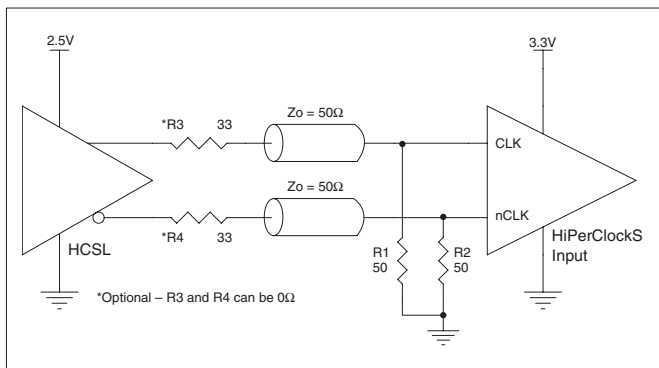 2.5V
3.3V
*R3
33
Zo = 50Ω
CLK
Zo = 50Ω
nCLK
HCSL
*R4
33
R1
50
R2
50
HiPerClockS
Input
*Optional – R3 and R4 can be 0Ω